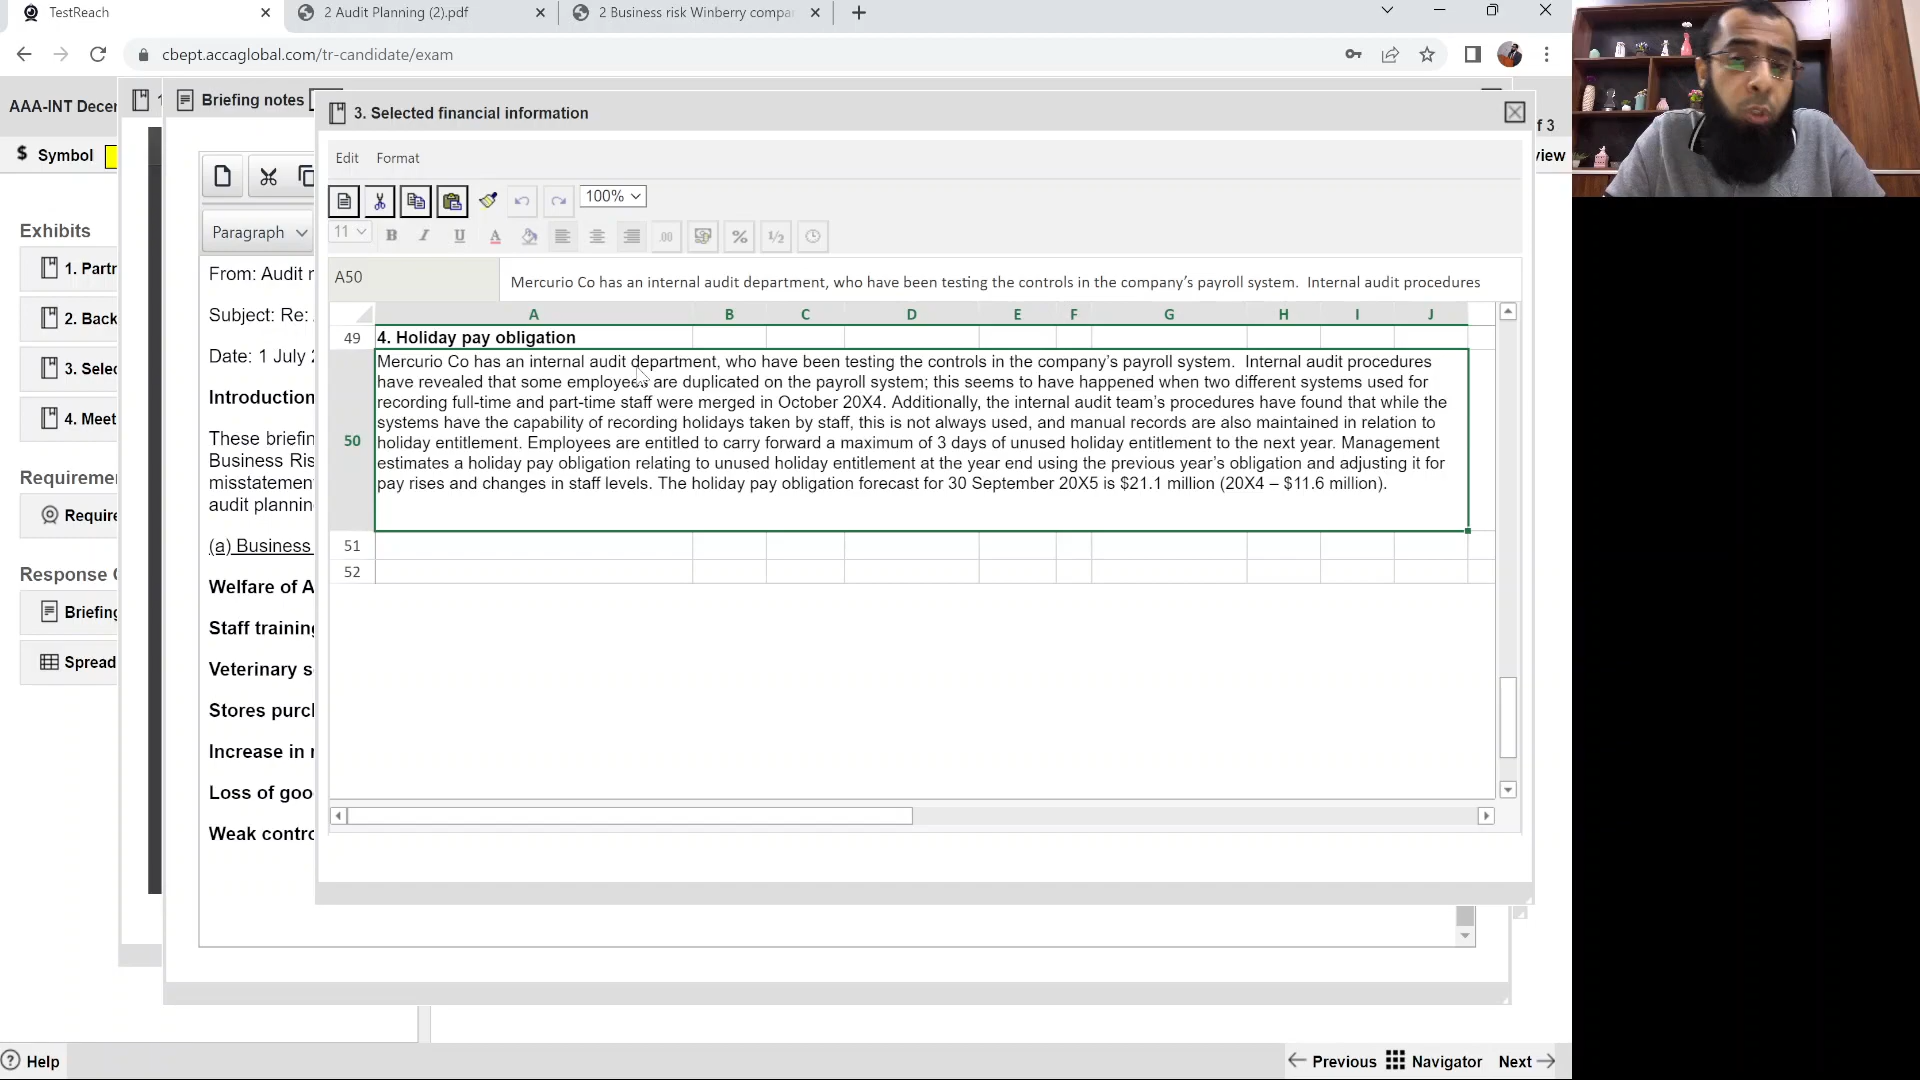 TestReach
2 Audit Planning (2).pdf
2 Business risk Winberry compa
cbept.accaglobal.com/tr-candidate/exam
AAA-INT Decer
1
Briefing notes
3. Selected financial information
f 3
$ Symbol
view
Edit Format
100%
Paragraph
11
B I U A .00 % 1/2
Exhibits
1. Partr
2. Back
3. Selec
4. Meet
Requiremer
Require
Response
Briefing
Spread
From: Audit r
Subject: Re:
Date: 1 July 2
Introduction
These briefin
Business Ris
misstatement
audit plannin
(a) Business
Welfare of A
Staff training
Veterinary s
Stores purcl
Increase in r
Loss of goo
Weak contro
A50
Mercurio Co has an internal audit department, who have been testing the controls in the company's payroll system. Internal audit procedures
A B C D E F G H I J
49 4. Holiday pay obligation
Mercurio Co has an internal audit department, who have been testing the controls in the company's payroll system. Internal audit procedures
have revealed that some employees are duplicated on the payroll system; this seems to have happened when two different systems used for
recording full-time and part-time staff were merged in October 20X4. Additionally, the internal audit team's procedures have found that while the
systems have the capability of recording holidays taken by staff, this is not always used, and manual records are also maintained in relation to
50 holiday entitlement. Employees are entitled to carry forward a maximum of 3 days of unused holiday entitlement to the next year. Management
estimates a holiday pay obligation relating to unused holiday entitlement at the year end using the previous year's obligation and adjusting it for
pay rises and changes in staff levels. The holiday pay obligation forecast for 30 September 20X5 is $21.1 million (20X4 – $11.6 million).
51
52
Help
Previous Navigator Next